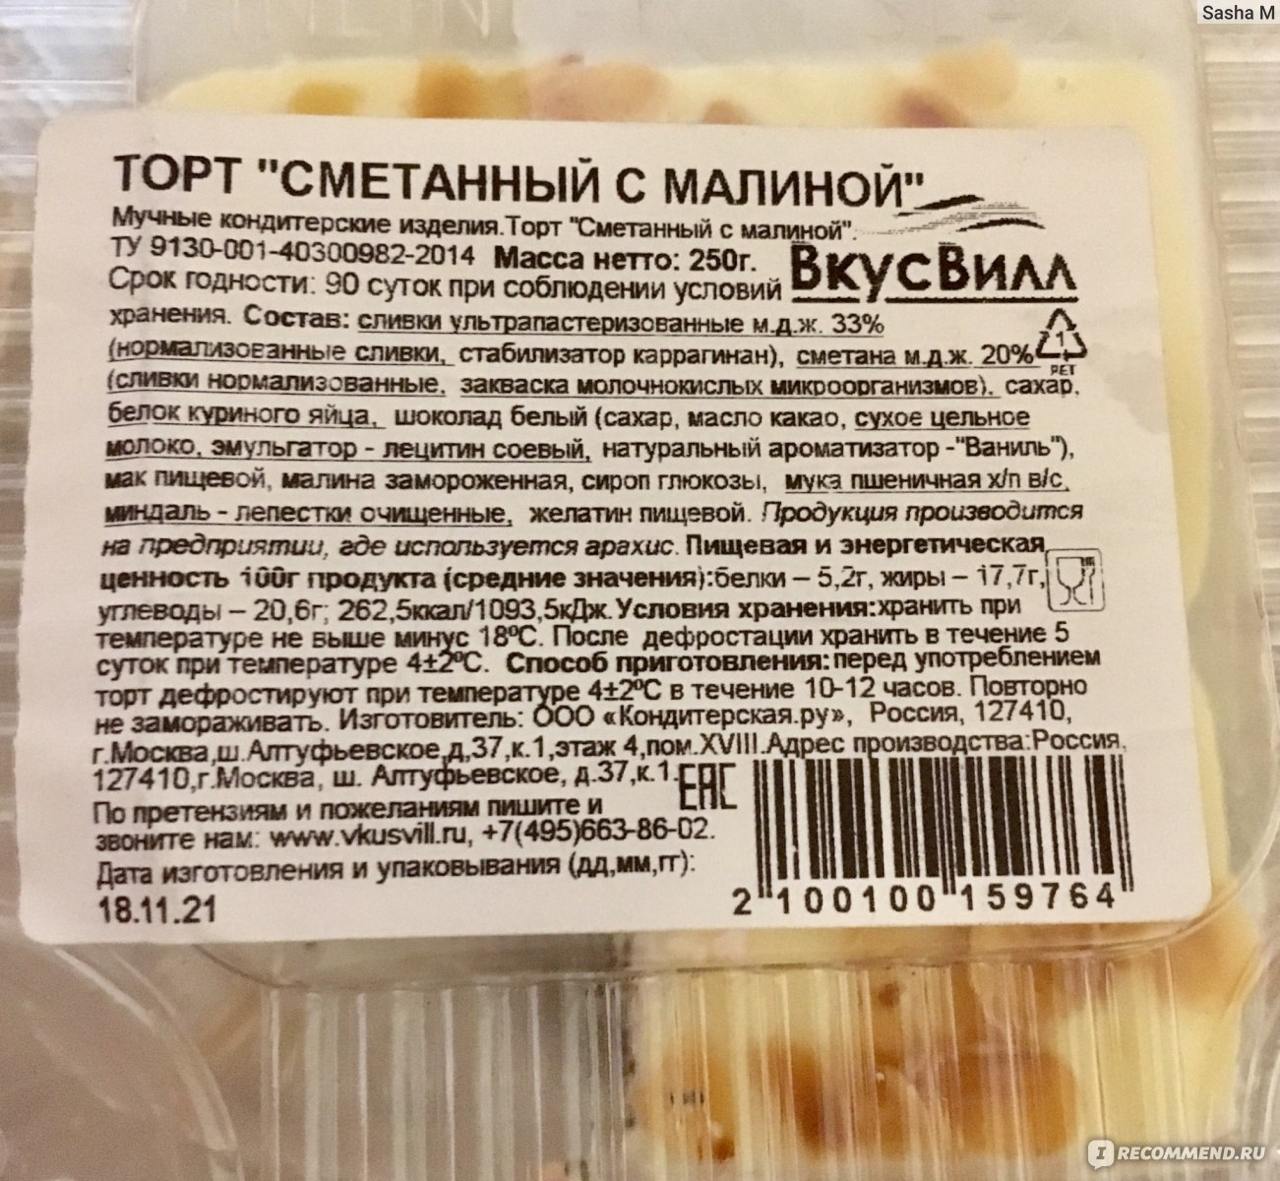 Sasha M
ТОРТ "СМЕТАННЫЙ С МАЛИНОЙ"
Мучные кондитерские изделия.Торт "Сметанный с малиной".
ТУ 9130-001-40300982-2014 Масса нетто: 250г.
ВкусВилл
Срок годности: 90 суток при соблюдении условий
хранения. Состав: сливки ультрапастеризованные м.д.ж. 33%
(нормализованные сливки, стабилизатор каррагинан), сметана м.д.ж. 20%
1
PET
(сливки нормализованные, закваска молочнокислых микроорганизмов), сахар,
белок куриного яйца, шоколад белый (сахар, масло какао, сухое цельное
молоко, эмульгатор - лецитин соевый, натуральный ароматизатор -"Ваниль"),
мак пищевой, малина замороженная, сироп глюкозы, мука пшеничная х/п в/с,
миндаль - лепестки очищенные, желатин пищевой. Продукция производится
на предприятии, где используется арахис. Пищевая и энергетическая
ценность 100г продукта (средние значения):белки – 5,2г, жиры – 17,7г,
углеводы – 20,6г; 262,5ккал/1093,5кДж. Условия хранения:хранить при
температуре не выше минус 18ºС. После дефростации хранить в течение 5
суток при температуре 4±2ºС. Способ приготовления: перед употреблением
торт дефростируют при температуре 4±2ºС в течение 10-12 часов. Повторно
не замораживать. Изготовитель: ООО «Кондитерская.ру», Россия, 127410,
г.Москва,ш.Алтуфьевское,д,37,к.1,этаж 4,пом.XVIII.Адрес производства:Россия,
127410,г.Москва, ш. Алтуфьевское, д.37,к.1.
EAC
По претензиям и пожеланиям пишите и
звоните нам: www.vkusvill.ru, +7(495)663-86-02.
Дата изготовления и упаковывания (дд,мм,гг):
18.11.21
2 100100 159764
IRECOMMEND.RU